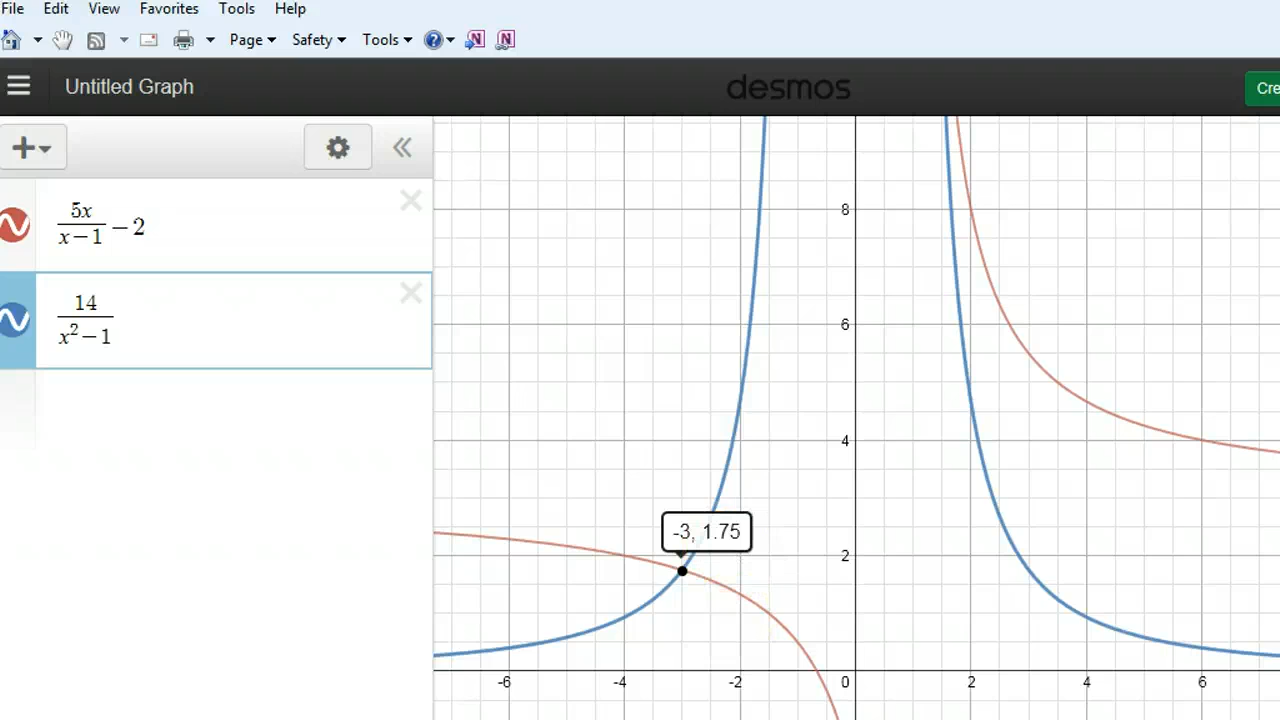 File Edit View Favorites Tools Help
Page Safety Tools ? N N
Untitled Graph desmos Cre
5x/(x−1) − 2
14/(x²−1)
8
6
4
-3, 1.75
2
-6 -4 -2 0 2 4 6